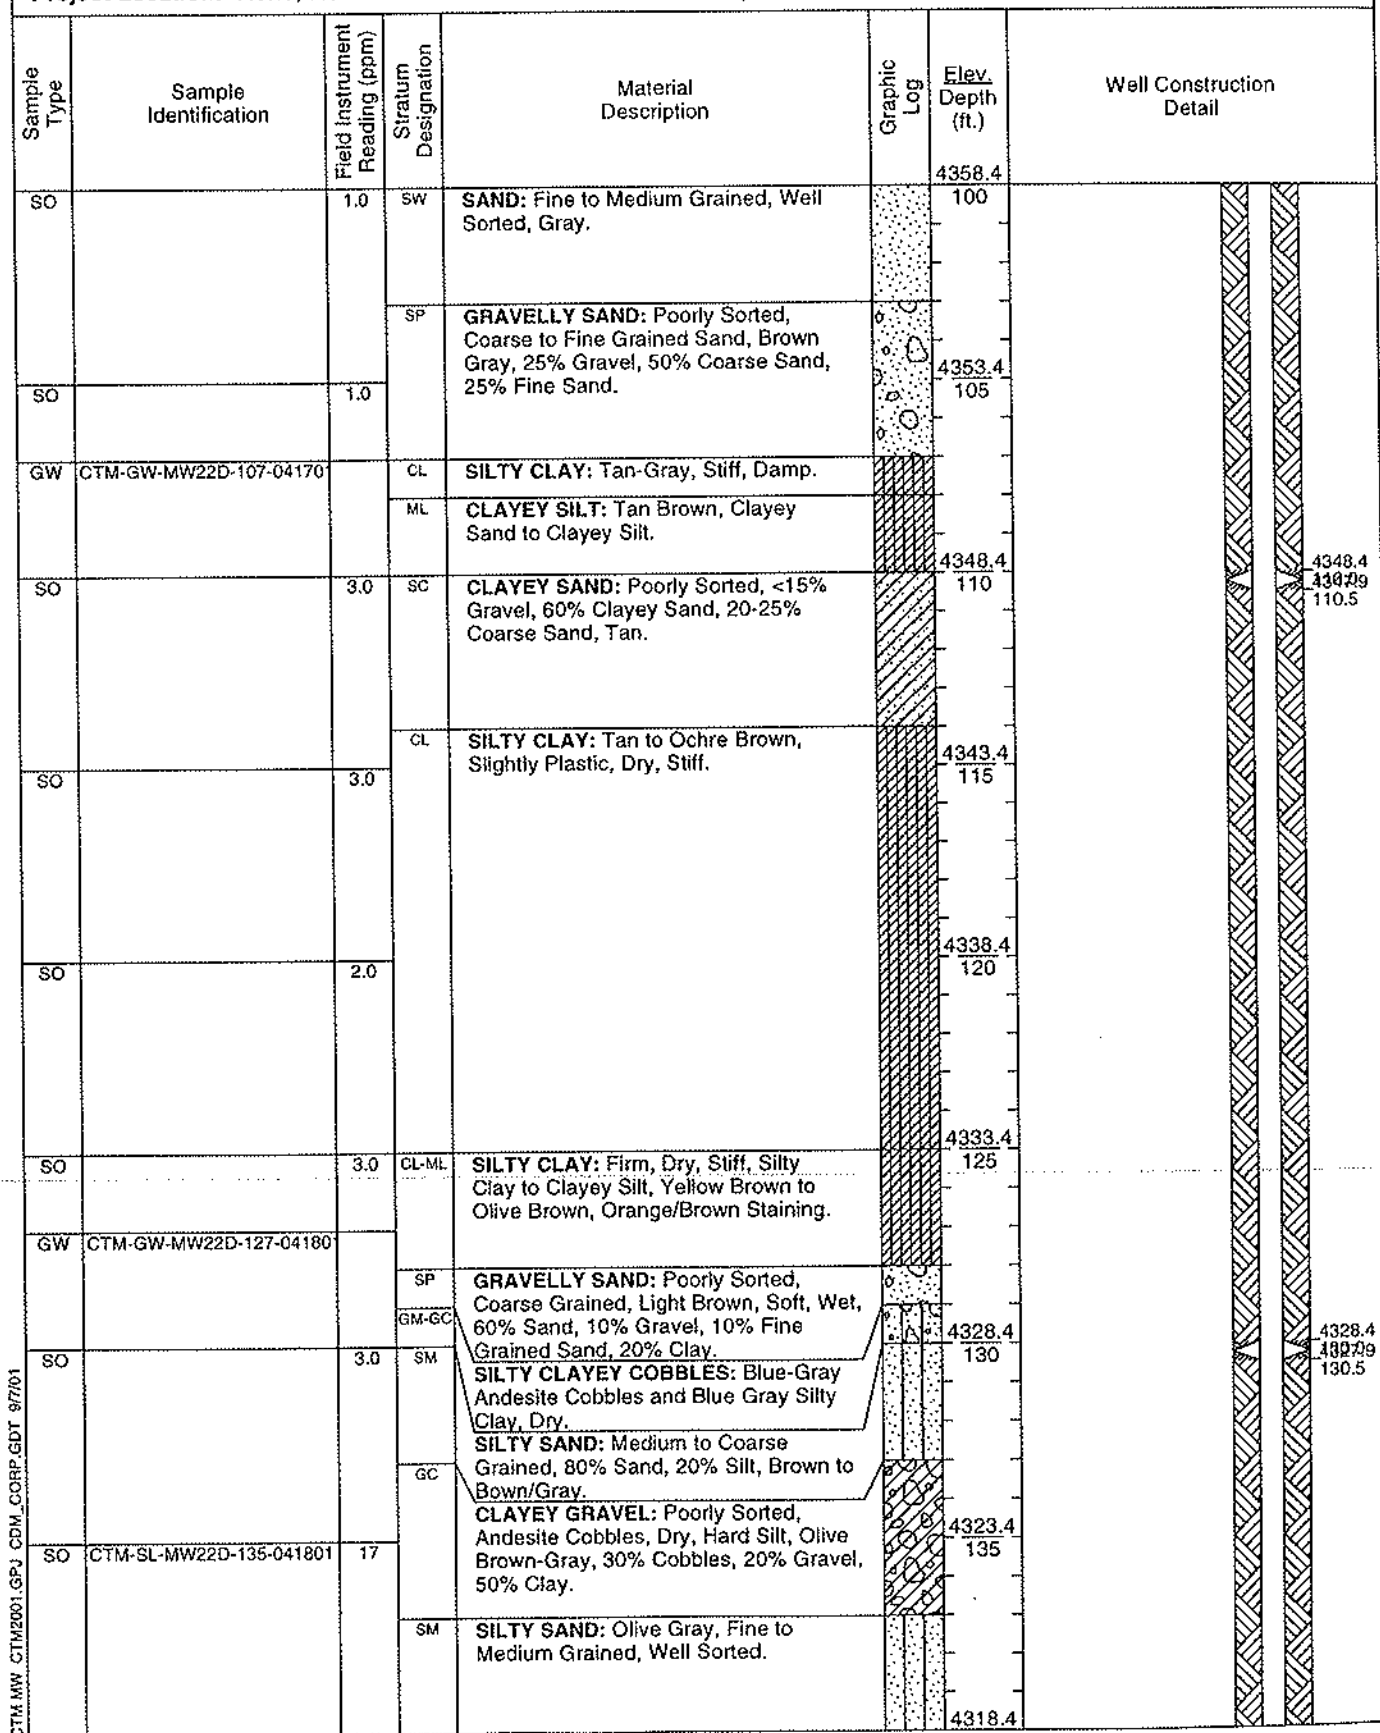 Sample
Type
Sample
Identification
Field Instrument
Reading (ppm)
Stratum
Designation
Material
Description
Graphic
Log
Elev.
Depth
(ft.)
Well Construction
Detail
4358.4
100
SO
1.0
SW
SAND: Fine to Medium Grained, Well
Sorted, Gray.
SP
GRAVELLY SAND: Poorly Sorted,
Coarse to Fine Grained Sand, Brown
Gray, 25% Gravel, 50% Coarse Sand,
25% Fine Sand.
4353.4
105
SO
1.0
GW
CTM-GW-MW22D-107-04170
CL
SILTY CLAY: Tan-Gray, Stiff, Damp.
ML
CLAYEY SILT: Tan Brown, Clayey
Sand to Clayey Silt.
4348.4
110
4348.4
110.5
SO
3.0
SC
CLAYEY SAND: Poorly Sorted, <15%
Gravel, 60% Clayey Sand, 20-25%
Coarse Sand, Tan.
CL
SILTY CLAY: Tan to Ochre Brown,
Slightly Plastic, Dry, Stiff.
4343.4
115
SO
3.0
4338.4
120
SO
2.0
4333.4
125
SO
3.0
CL-ML
SILTY CLAY: Firm, Dry, Stiff, Silty
Clay to Clayey Silt, Yellow Brown to
Olive Brown, Orange/Brown Staining.
GW
CTM-GW-MW22D-127-04180
SP
GRAVELLY SAND: Poorly Sorted,
Coarse Grained, Light Brown, Soft, Wet,
60% Sand, 10% Gravel, 10% Fine
Grained Sand, 20% Clay.
GM-GC
4328.4
130
4328.4
130.5
SO
3.0
SM
SILTY CLAYEY COBBLES: Blue-Gray
Andesite Cobbles and Blue Gray Silty
Clay, Dry.
SILTY SAND: Medium to Coarse
Grained, 80% Sand, 20% Silt, Brown to
Bown/Gray.
GC
CLAYEY GRAVEL: Poorly Sorted,
Andesite Cobbles, Dry, Hard Silt, Olive
Brown-Gray, 30% Cobbles, 20% Gravel,
50% Clay.
4323.4
135
SO
CTM-SL-MW22D-135-041801
17
SM
SILTY SAND: Olive Gray, Fine to
Medium Grained, Well Sorted.
4318.4
CTM MW CTM2001.GPJ CDM_CORP.GDT 9/7/01